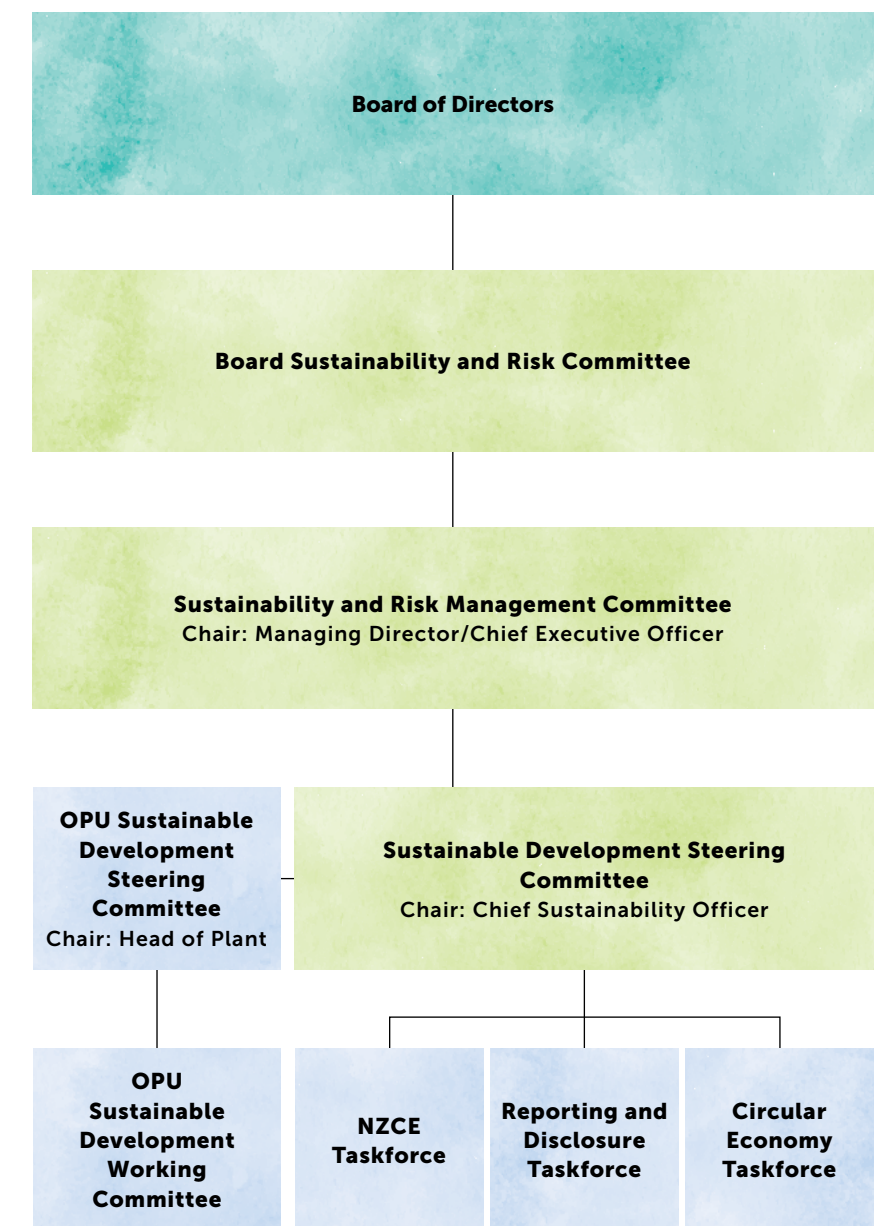 Board of Directors
Board Sustainability and Risk Committee
Sustainability and Risk Management Committee
Chair: Managing Director/Chief Executive Officer
OPU Sustainable
Development
Steering
Committee
Chair: Head of Plant
Sustainable Development Steering
Committee
Chair: Chief Sustainability Officer
OPU
Sustainable
Development
Working
Committee
NZCE
Taskforce
Reporting and
Disclosure
Taskforce
Circular
Economy
Taskforce